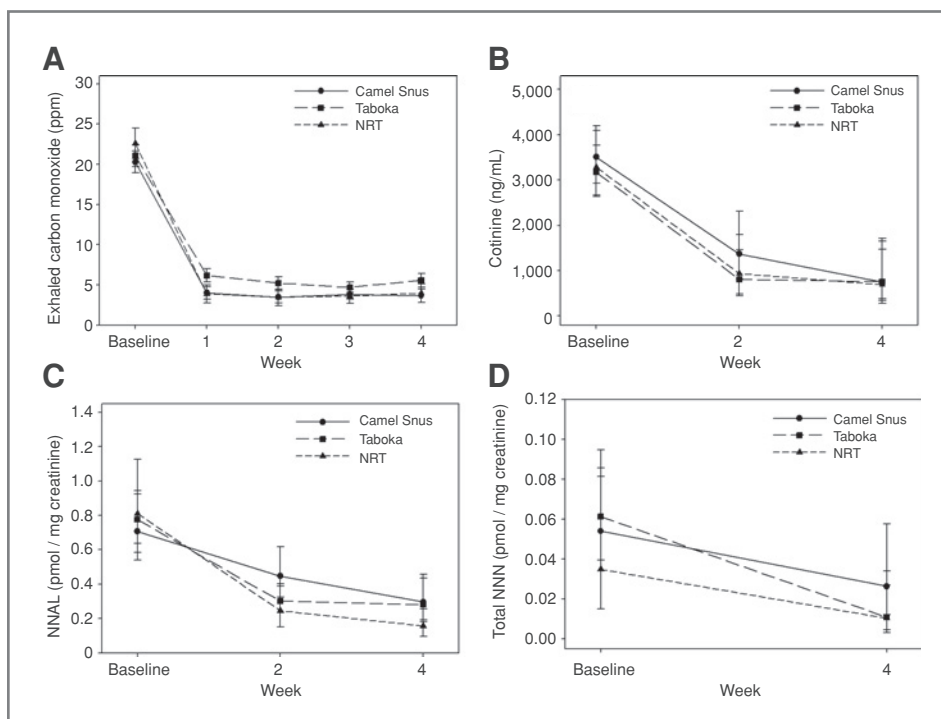 A
Exhaled carbon monoxide (ppm)
30
25
20
15
10
5
0
Camel Snus
Taboka
NRT
Baseline 1 2 3 4
Week
B
Cotinine (ng/mL)
5,000
4,000
3,000
2,000
1,000
0
Camel Snus
Taboka
NRT
Baseline 2 4
Week
C
NNAL (pmol / mg creatinine)
1.4
1.2
1.0
0.8
0.6
0.4
0.2
0
Camel Snus
Taboka
NRT
Baseline 2 4
Week
D
Total NNN (pmol / mg creatinine)
0.12
0.10
0.08
0.06
0.04
0.02
0.00
Camel Snus
Taboka
NRT
Baseline 4
Week